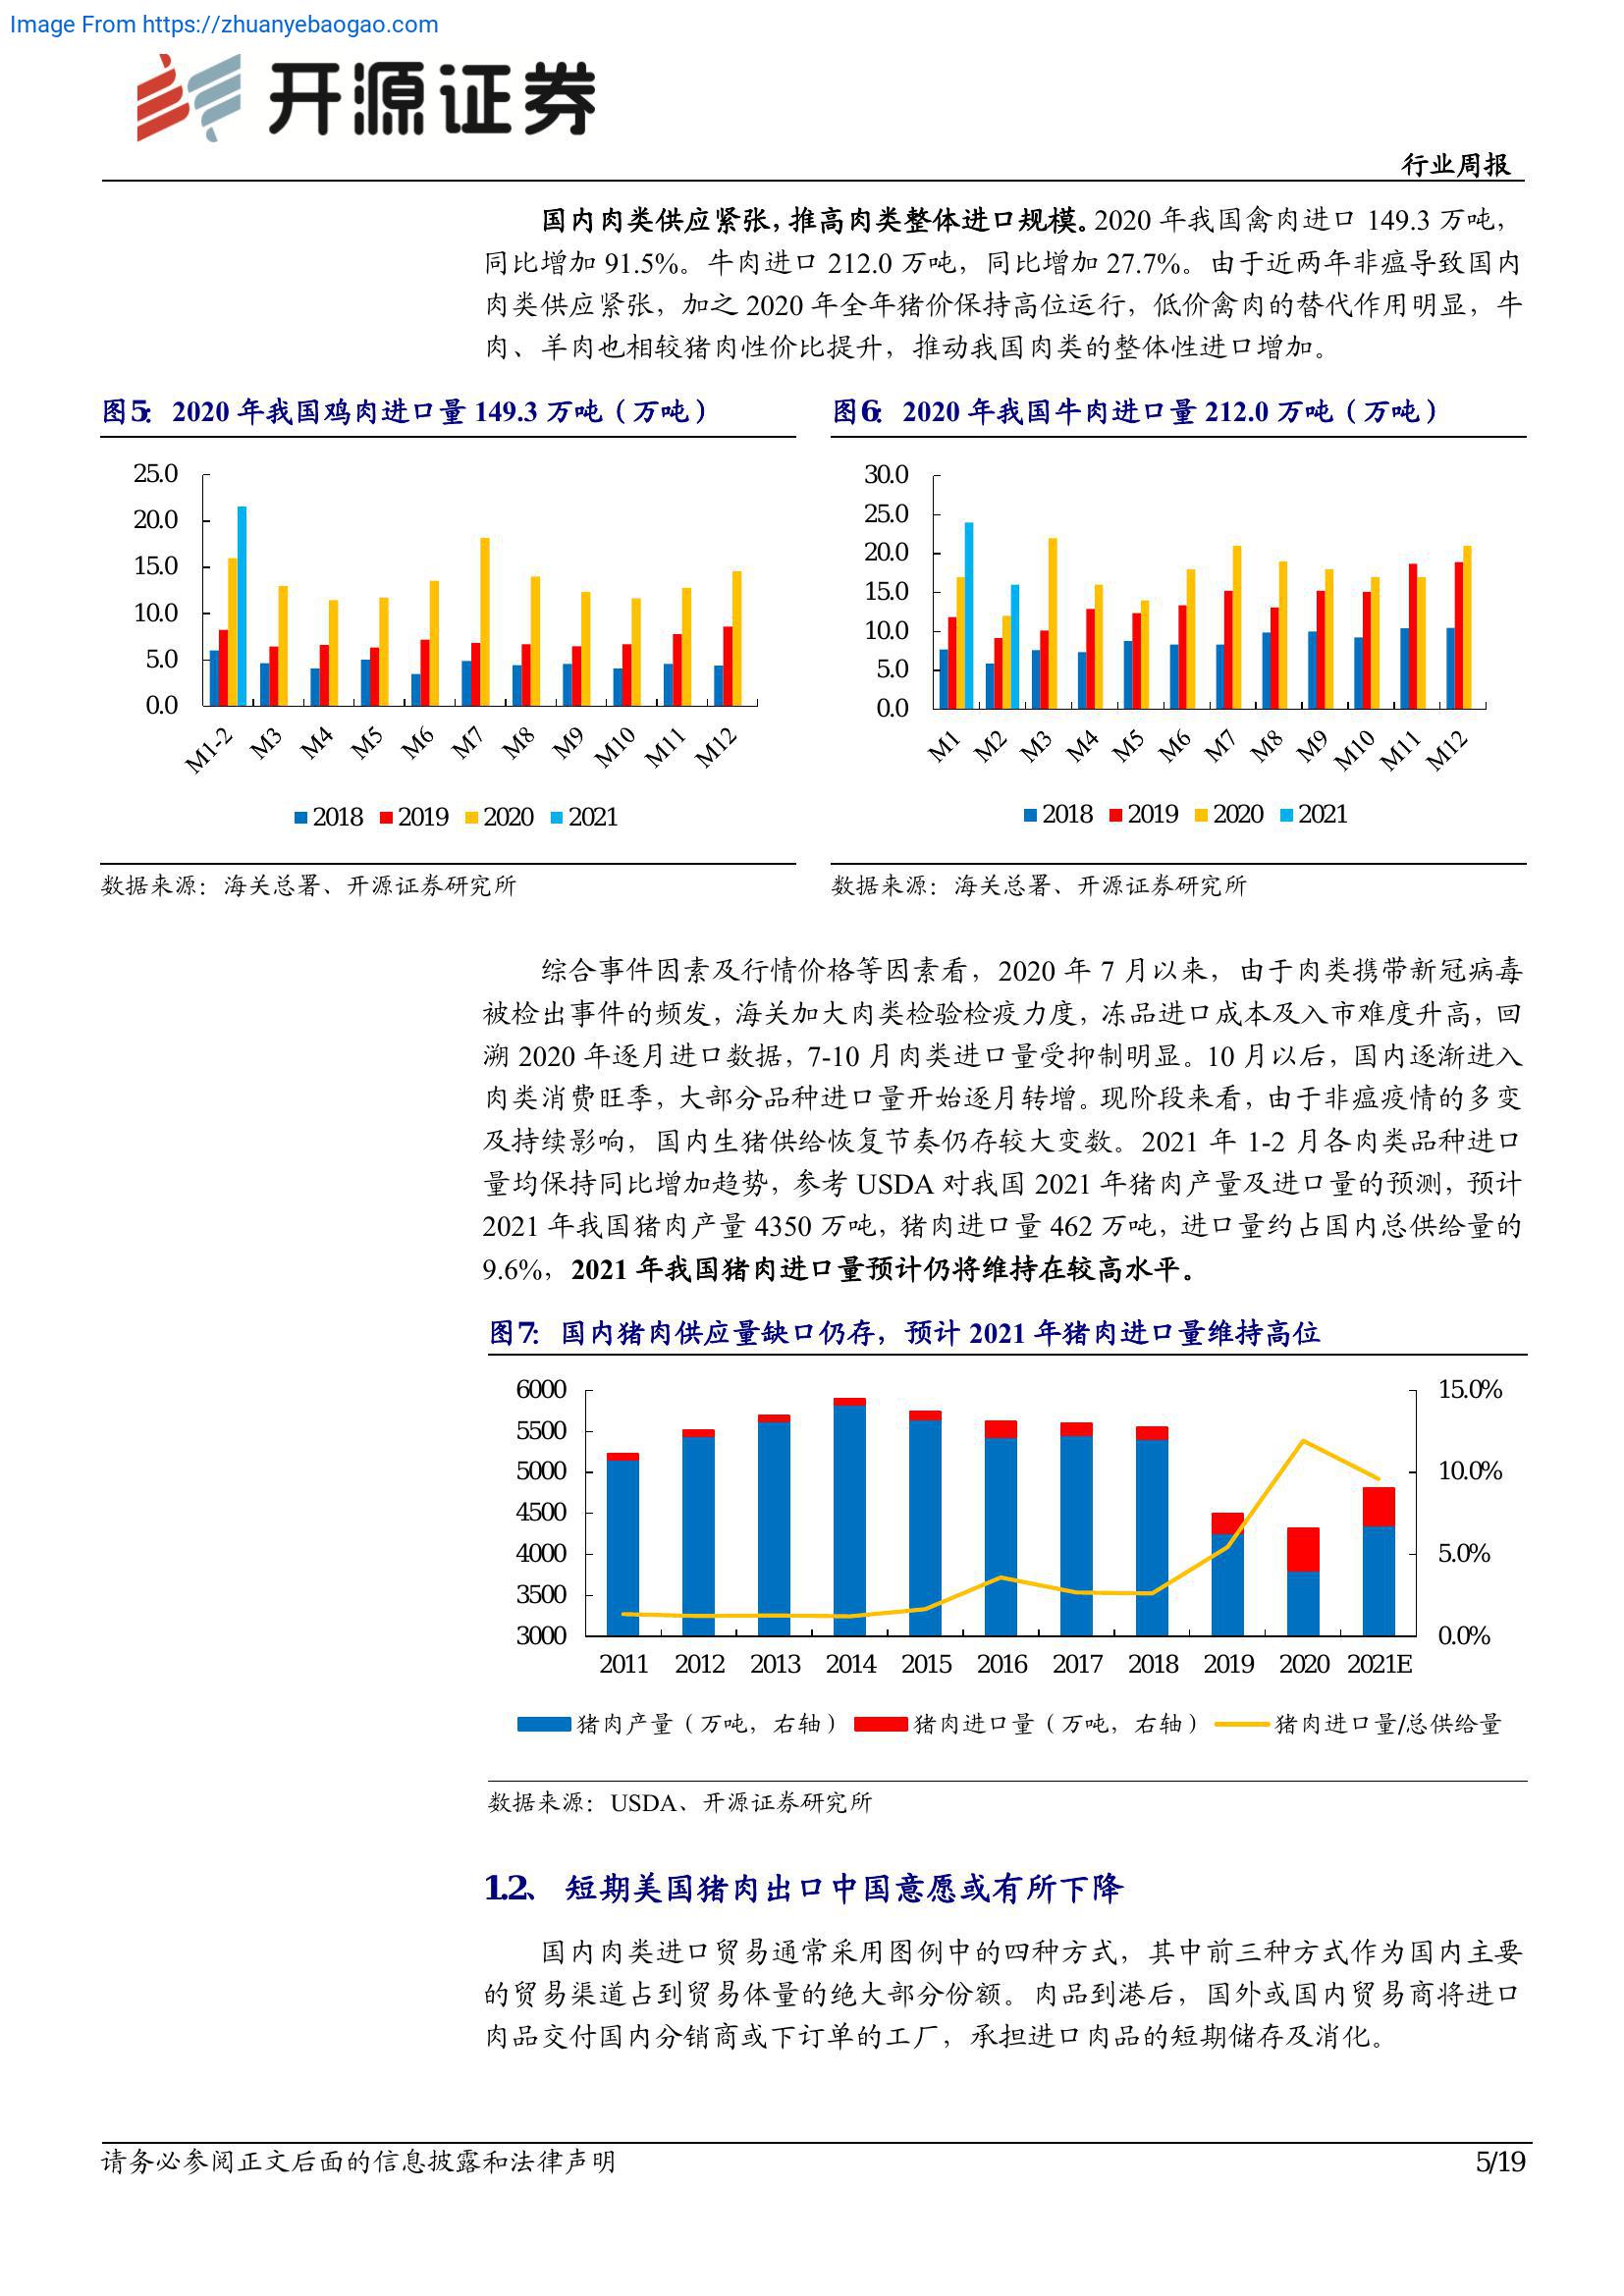 Image From https://zhuanyebaogao.com
开源证券
行业周报
国内肉类供应紧张，推高肉类整体进口规模。2020 年我国禽肉进口 149.3 万吨，
同比增加 91.5%。牛肉进口 212.0 万吨，同比增加 27.7%。由于近两年非瘟导致国内
肉类供应紧张，加之 2020 年全年猪价保持高位运行，低价禽肉的替代作用明显，牛
肉、羊肉也相较猪肉性价比提升，推动我国肉类的整体性进口增加。
图5： 2020 年我国鸡肉进口量 149.3 万吨（万吨）
25.0
20.0
15.0
10.0
5.0
0.0
M1-2 M3 M4 M5 M6 M7 M8 M9 M10 M11 M12
2018 2019 2020 2021
数据来源：海关总署、开源证券研究所
图6： 2020 年我国牛肉进口量 212.0 万吨（万吨）
30.0
25.0
20.0
15.0
10.0
5.0
0.0
M1 M2 M3 M4 M5 M6 M7 M8 M9 M10 M11 M12
2018 2019 2020 2021
数据来源：海关总署、开源证券研究所
综合事件因素及行情价格等因素看，2020 年 7 月以来，由于肉类携带新冠病毒
被检出事件的频发，海关加大肉类检验检疫力度，冻品进口成本及入市难度升高，回
溯 2020 年逐月进口数据，7-10 月肉类进口量受抑制明显。10 月以后，国内逐渐进入
肉类消费旺季，大部分品种进口量开始逐月转增。现阶段来看，由于非瘟疫情的多变
及持续影响，国内生猪供给恢复节奏仍存较大变数。2021 年 1-2 月各肉类品种进口
量均保持同比增加趋势，参考 USDA 对我国 2021 年猪肉产量及进口量的预测，预计
2021 年我国猪肉产量 4350 万吨，猪肉进口量 462 万吨，进口量约占国内总供给量的
9.6%，2021 年我国猪肉进口量预计仍将维持在较高水平。
图7： 国内猪肉供应量缺口仍存，预计 2021 年猪肉进口量维持高位
6000
5500
5000
4500
4000
3500
3000
15.0%
10.0%
5.0%
0.0%
2011 2012 2013 2014 2015 2016 2017 2018 2019 2020 2021E
猪肉产量（万吨，右轴） 猪肉进口量（万吨，右轴） 猪肉进口量/总供给量
数据来源：USDA、开源证券研究所
1.2、 短期美国猪肉出口中国意愿或有所下降
国内肉类进口贸易通常采用图例中的四种方式，其中前三种方式作为国内主要
的贸易渠道占到贸易体量的绝大部分份额。肉品到港后，国外或国内贸易商将进口
肉品交付国内分销商或下订单的工厂，承担进口肉品的短期储存及消化。
请务必参阅正文后面的信息披露和法律声明
5/19